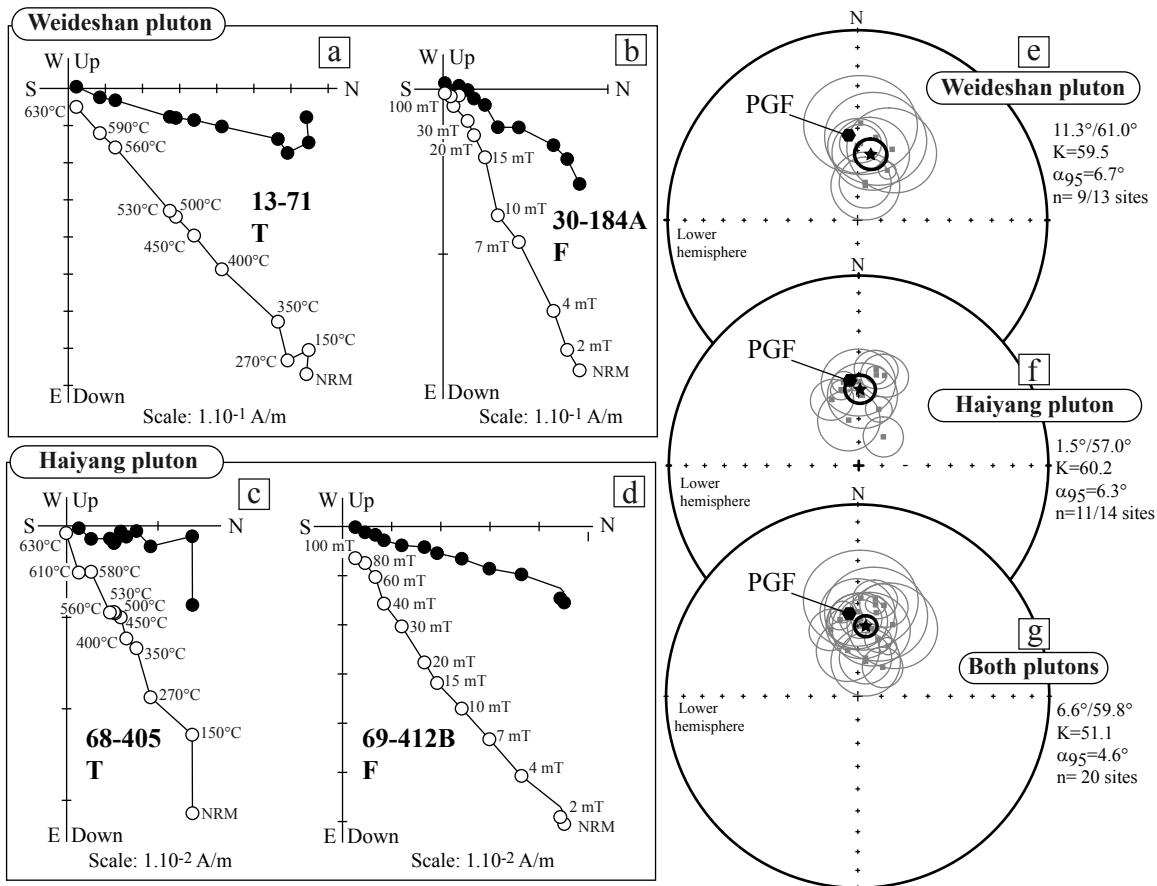 Weideshan pluton
a
W Up
S
N
630°C
590°C
560°C
530°C
500°C
450°C
400°C
350°C
270°C
150°C
NRM
13-71
T
E Down
Scale: 1.10-1 A/m
b
W Up
S
N
100 mT
30 mT
20 mT
15 mT
10 mT
7 mT
4 mT
2 mT
NRM
30-184A
F
E Down
Scale: 1.10-1 A/m
Haiyang pluton
c
W Up
S
630°C
610°C
580°C
530°C
560°C
500°C
450°C
400°C
350°C
270°C
150°C
NRM
68-405
T
E Down
Scale: 1.10-2 A/m
d
N
100 mT
80 mT
60 mT
40 mT
30 mT
20 mT
15 mT
10 mT
7 mT
4 mT
2 mT
NRM
69-412B
F
Scale: 1.10-2 A/m
N
e
Weideshan pluton
PGF
11.3°/61.0°
K=59.5
α95=6.7°
n= 9/13 sites
Lower
hemisphere
N
f
Haiyang pluton
PGF
1.5°/57.0°
K=60.2
α95=6.3°
n=11/14 sites
Lower
hemisphere
N
g
Both plutons
PGF
6.6°/59.8°
K=51.1
α95=4.6°
n= 20 sites
Lower
hemisphere